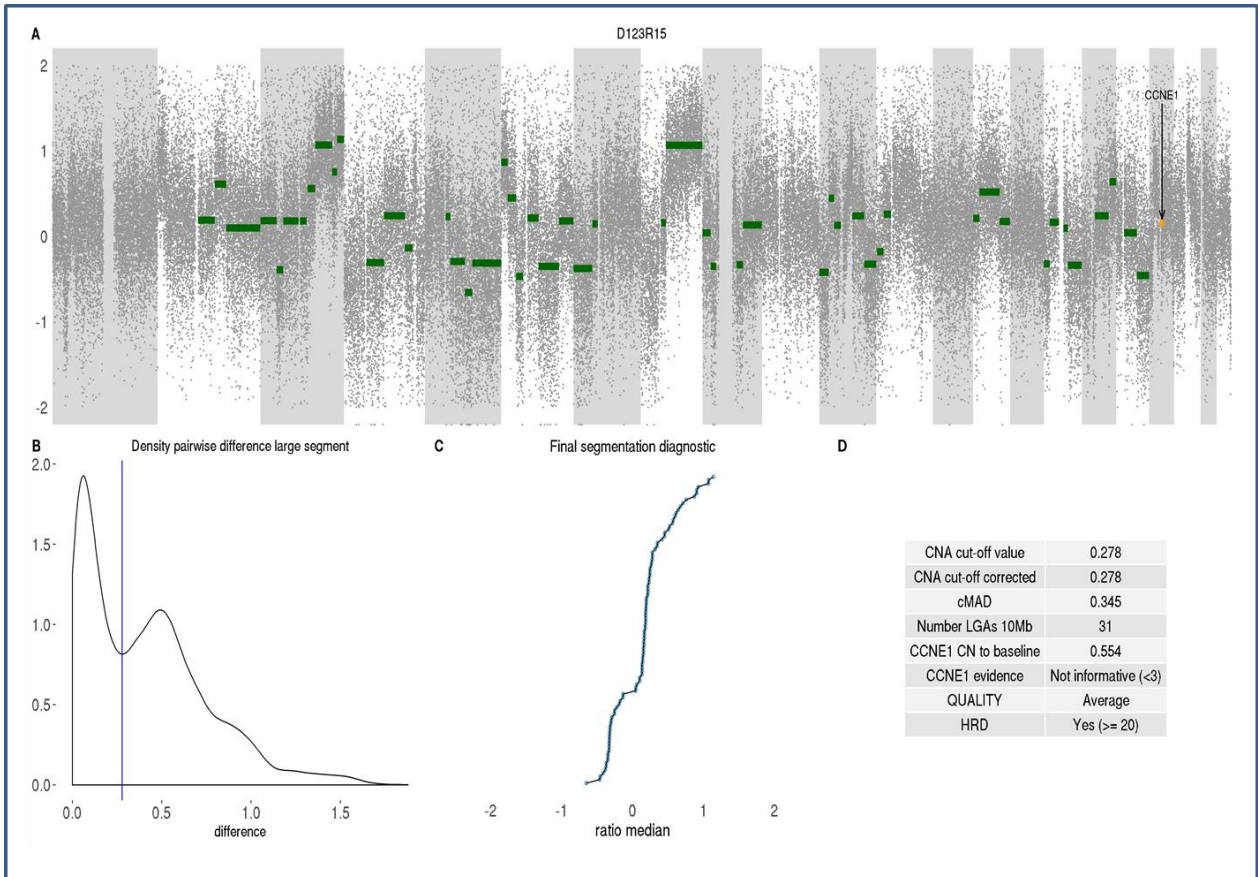 A
D123R15
2
1
0
-1
-2
CCNE1
B
Density pairwise difference large segment
2.0-
1.5-
1.0-
0.5-
0.0-
0.0 0.5 1.0 1.5
difference
C
Final segmentation diagnostic
-2 -1 0 1 2
ratio median
D
CNA cut-off value 0.278
CNA cut-off corrected 0.278
cMAD 0.345
Number LGAs 10Mb 31
CCNE1 CN to baseline 0.554
CCNE1 evidence Not informative (<3)
QUALITY Average
HRD Yes (>= 20)